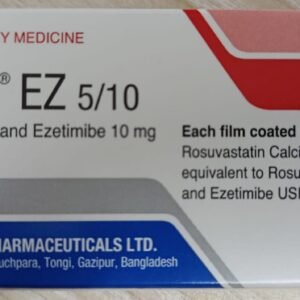 Y MEDICINE
® EZ 5/10
and Ezetimibe 10 mg
Each film coated
Rosuvastatin Calci
equivalent to Rosu
and Ezetimibe USP
HARMACEUTICALS LTD.
uchpara, Tongi, Gazipur, Bangladesh